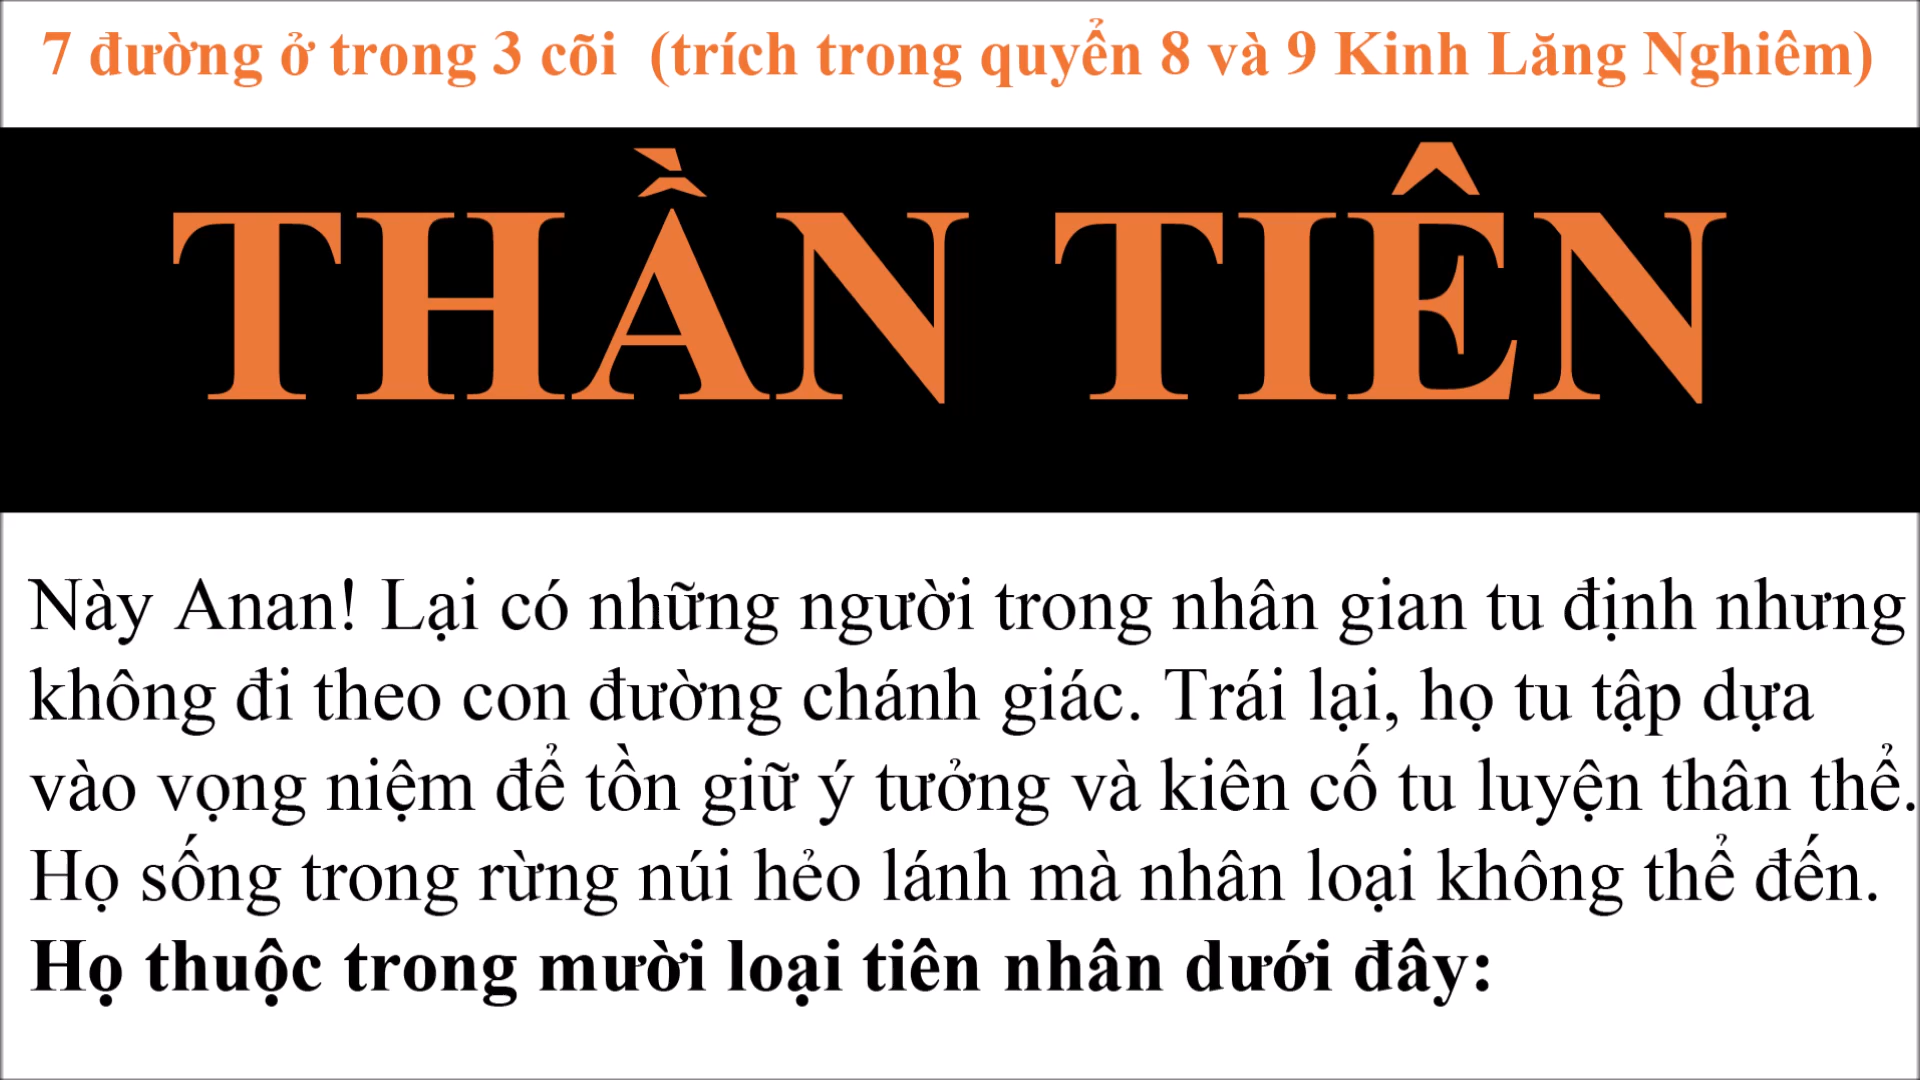 7 đường ở trong 3 cõi  (trích trong quyển 8 và 9 Kinh Lăng Nghiêm)
THẦN TIÊN
Này Anan! Lại có những người trong nhân gian tu định nhưng
không đi theo con đường chánh giác. Trái lại, họ tu tập dựa
vào vọng niệm để tồn giữ ý tưởng và kiên cố tu luyện thân thể.
Họ sống trong rừng núi hẻo lánh mà nhân loại không thể đến.
Họ thuộc trong mười loại tiên nhân dưới đây: